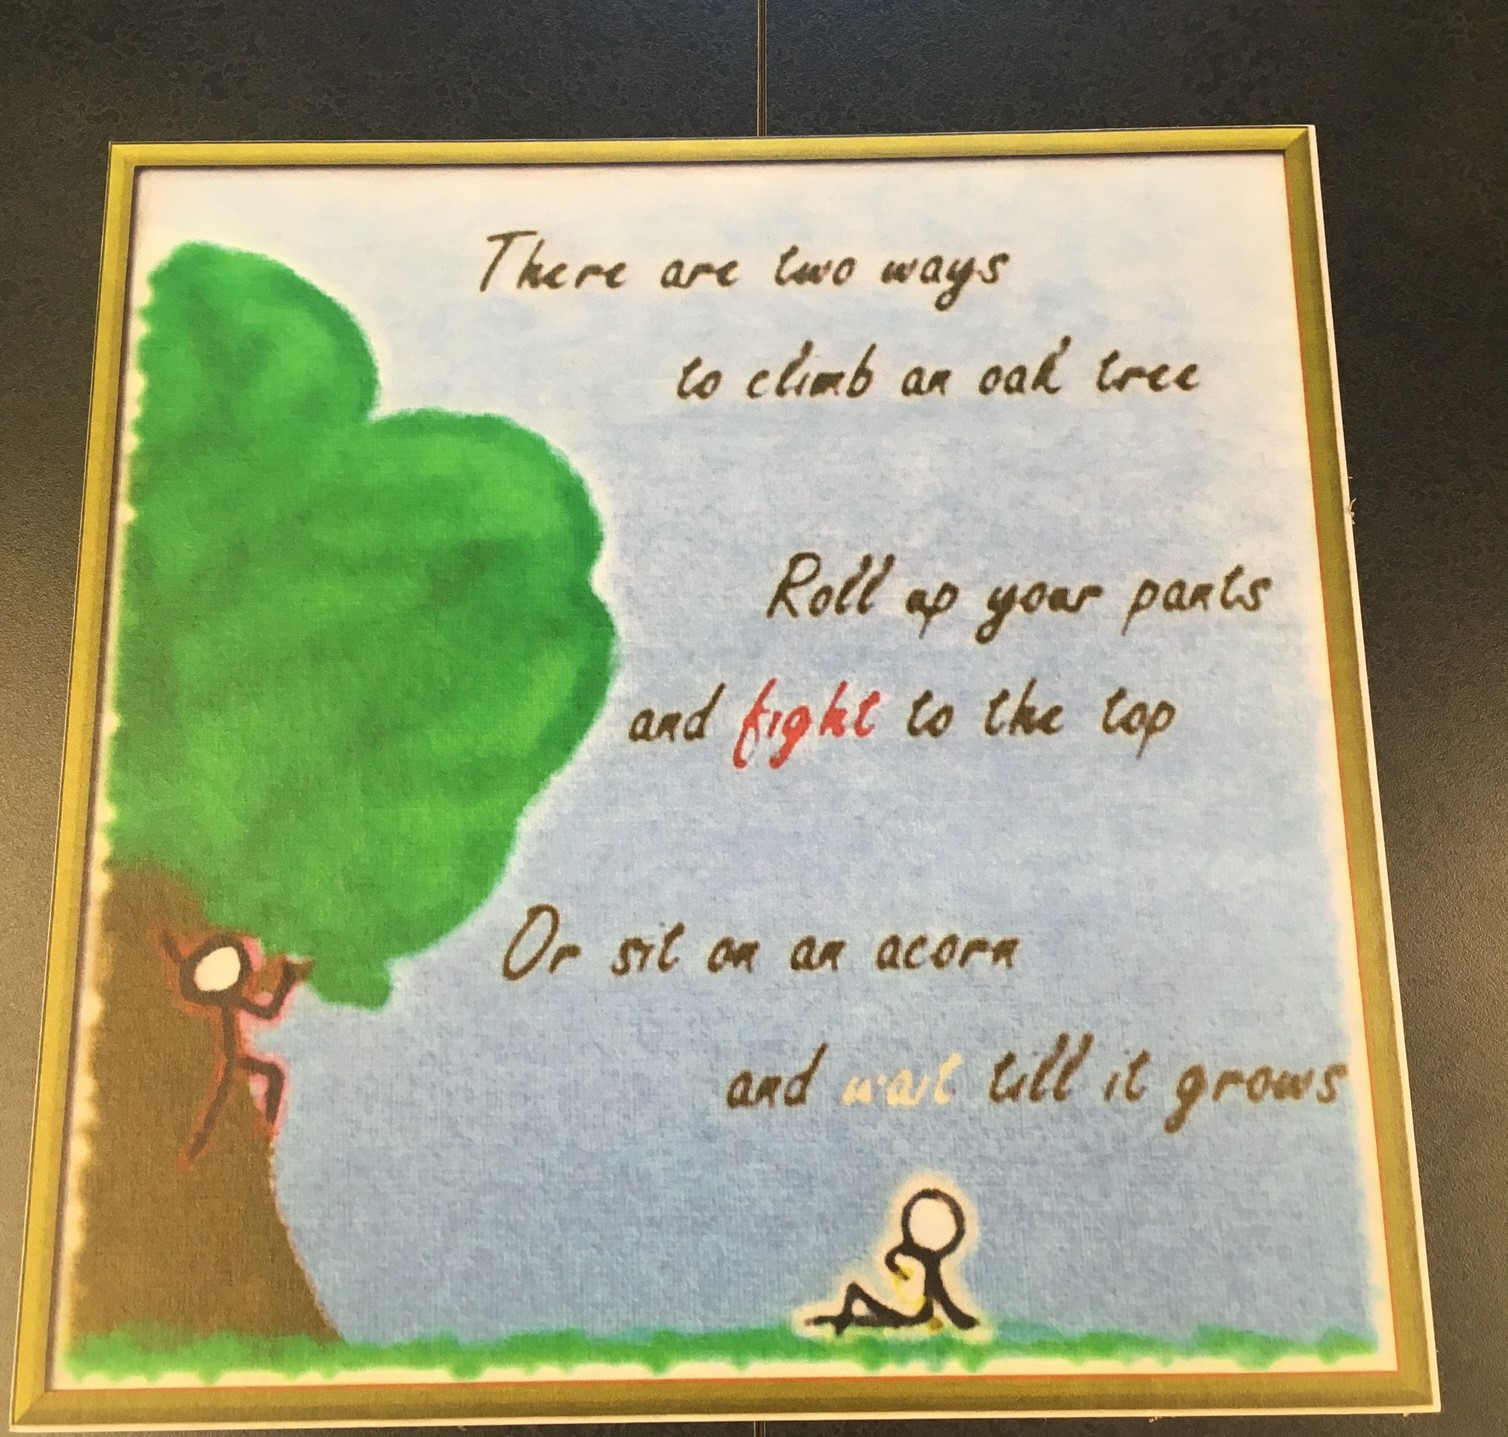 There are two ways
to climb an oak tree
Roll up your pants
and fight to the top
Or sit on an acorn
and wait till it grows